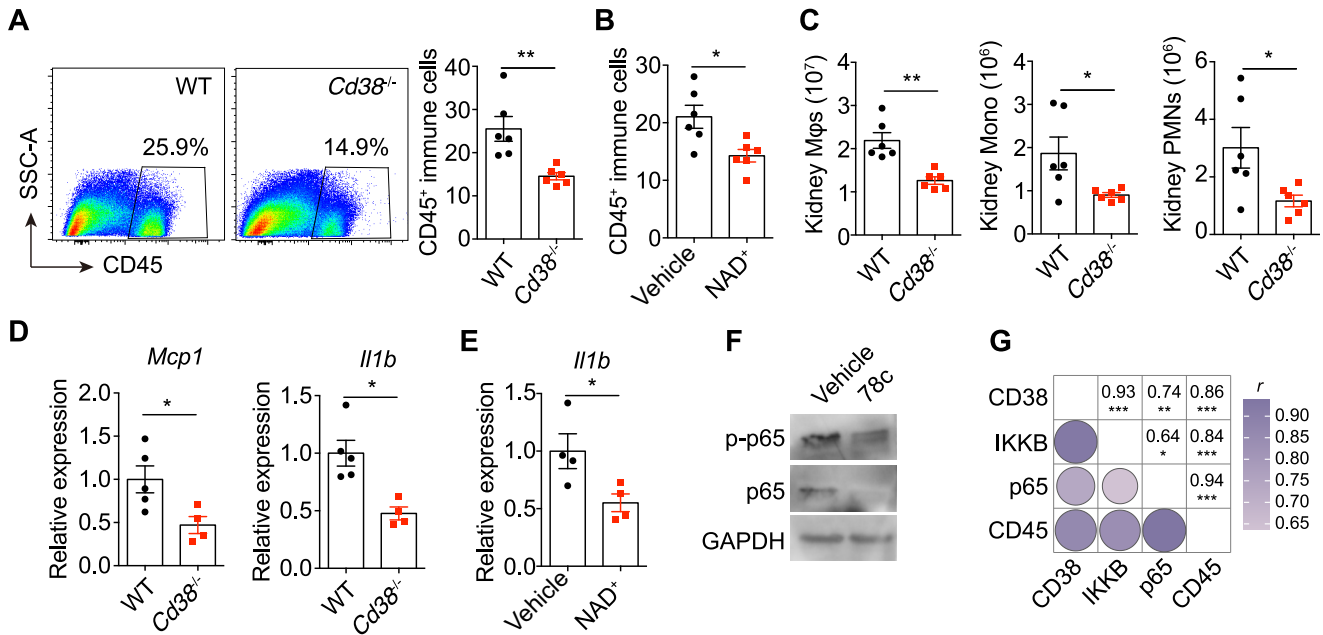 A
WT
Cd38-/-
25.9%
14.9%
SSC-A
CD45
CD45+ immune cells
40
30
20
10
0
**
WT
Cd38-/-
B
CD45+ immune cells
40
30
20
10
0
*
Vehicle
NAD+
C
Kidney Mφs (10⁷)
4
3
2
1
0
**
WT
Cd38-/-
Kidney Mono (10⁶)
4
3
2
1
0
*
WT
Cd38-/-
Kidney PMNs (10⁶)
6
4
2
0
*
WT
Cd38-/-
D
Mcp1
Relative expression
2.0
1.5
1.0
0.5
0.0
*
WT
Cd38-/-
Il1b
Relative expression
1.5
1.0
0.5
0.0
*
WT
Cd38-/-
E
Il1b
Relative expression
1.5
1.0
0.5
0.0
*
Vehicle
NAD+
F
Vehicle
78c
p-p65
p65
GAPDH
G
CD38
0.93 0.74 0.86
*** ** ***
IKKB
0.64 0.84
* ***
p65
0.94
***
CD45
CD38
IKKB
p65
CD45
r
0.90
0.85
0.80
0.75
0.70
0.65